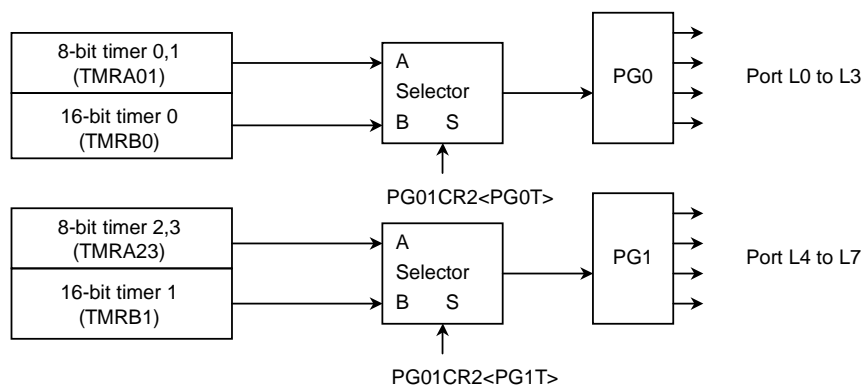 8-bit timer 0,1
(TMRA01)
16-bit timer 0
(TMRB0)
A
Selector
B S
PG01CR2<PG0T>
PG0
Port L0 to L3
8-bit timer 2,3
(TMRA23)
16-bit timer 1
(TMRB1)
A
Selector
B S
PG01CR2<PG1T>
PG1
Port L4 to L7